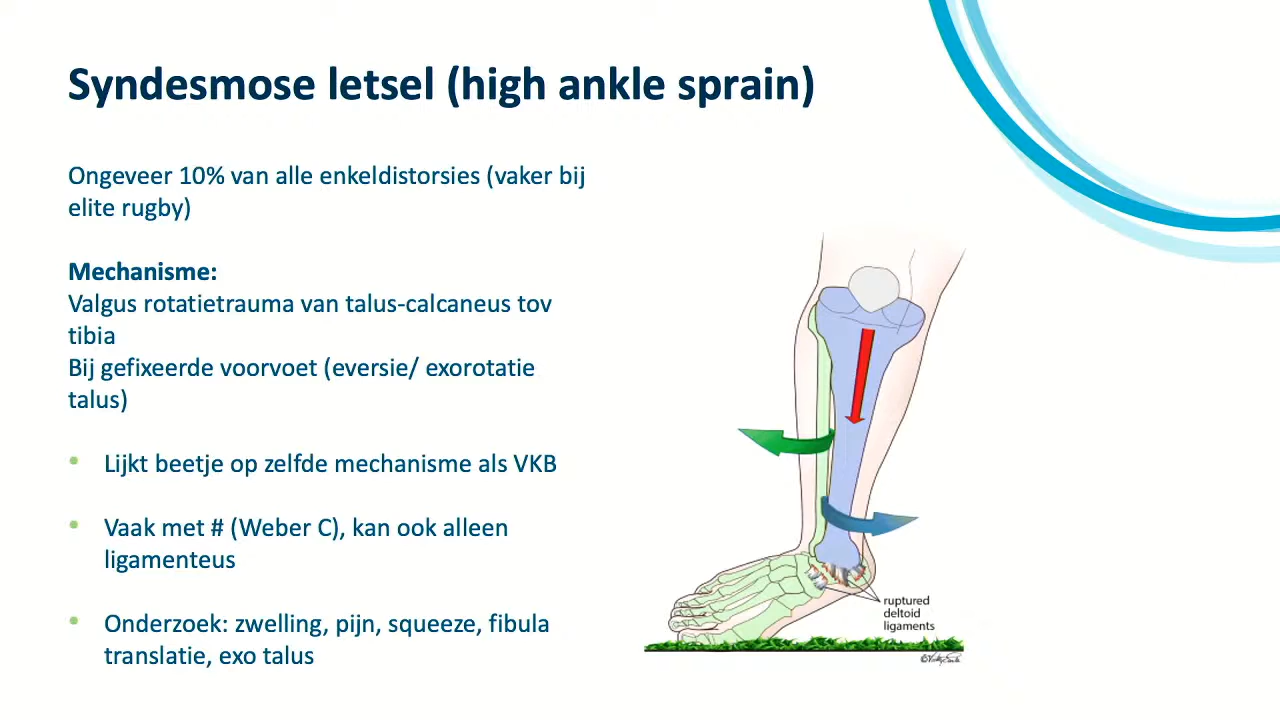 Syndesmose letsel (high ankle sprain)
Ongeveer 10% van alle enkeldistorsies (vaker bij
elite rugby)
Mechanisme:
Valgus rotatietrauma van talus-calcaneus tov
tibia
Bij gefixeerde voorvoet (eversie/ exorotatie
talus)
• Lijkt beetje op zelfde mechanisme als VKB
• Vaak met # (Weber C), kan ook alleen
ligamenteus
• Onderzoek: zwelling, pijn, squeeze, fibula
translatie, exo talus
ruptured
deltoid
ligaments